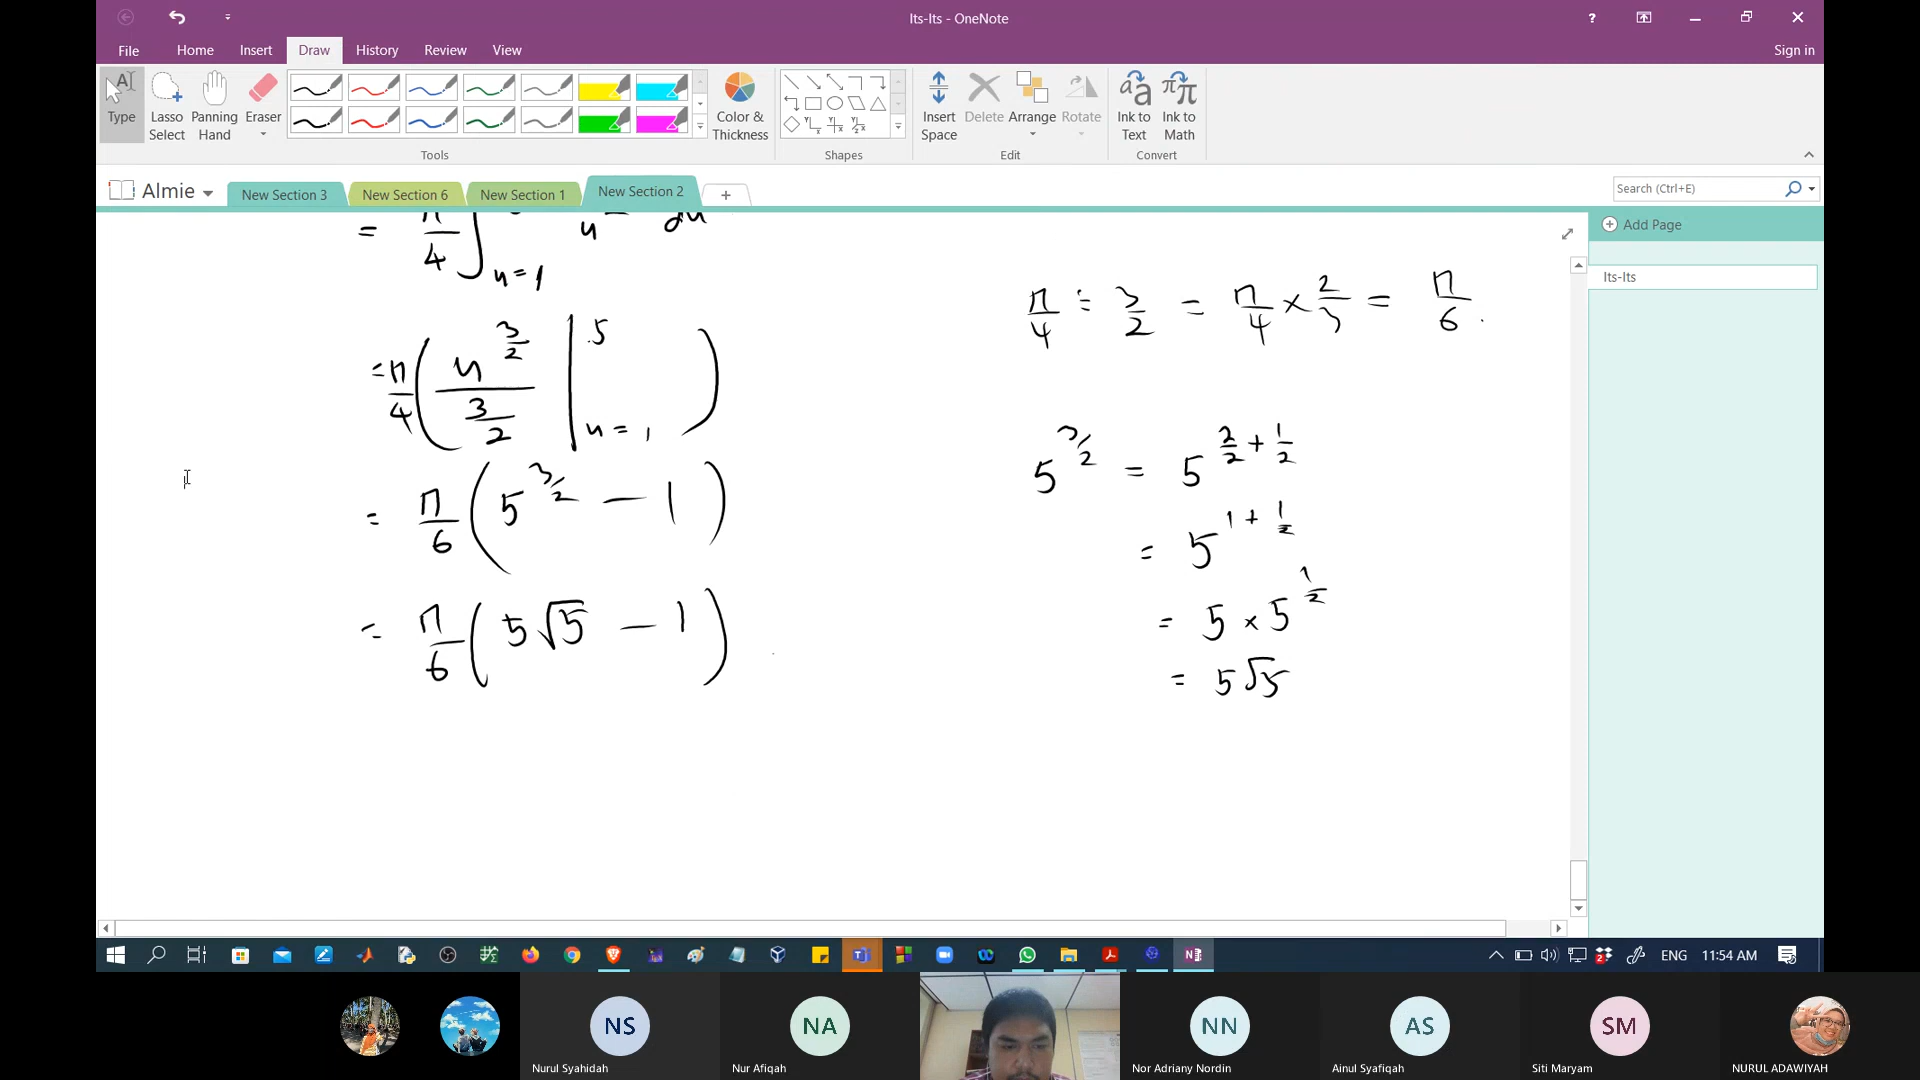 Its-Its - OneNote
?
File Home Insert Draw History Review View Sign in
Type
Lasso Select
Panning Hand
Eraser
Color & Thickness
Insert Space
Delete
Arrange
Rotate
Ink to Text
Ink to Math
Tools Shapes Edit Convert
Almie New Section 3 New Section 6 New Section 1 New Section 2 + Search (Ctrl+E)
Add Page
Its-Its
= π/4 ∫ u=1 u du
= π/4 ( u^(3/2) / (3/2) | 5 u=1 )
= π/6 ( 5^(3/2) − 1 )
= π/6 ( 5√5 − 1 )
π/4 ÷ 3/2 = π/4 × 2/3 = π/6
5^(3/2) = 5^(2/2 + 1/2)
= 5^(1 + 1/2)
= 5 × 5^(1/2)
= 5√5
ENG 11:54 AM
NS NA NN AS SM
Nurul Syahidah Nur Afiqah Nor Adriany Nordin Ainul Syafiqah Siti Maryam NURUL ADAWIYAH